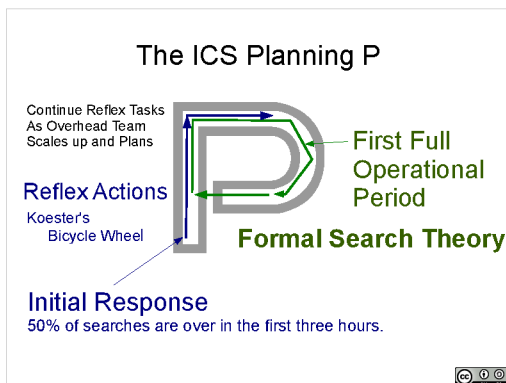 The ICS Planning P
Continue Reflex Tasks
As Overhead Team
Scales up and Plans
First Full
Operational
Period
Reflex Actions
Koester's
Bicycle Wheel
Formal Search Theory
Initial Response
50% of searches are over in the first three hours.
cc